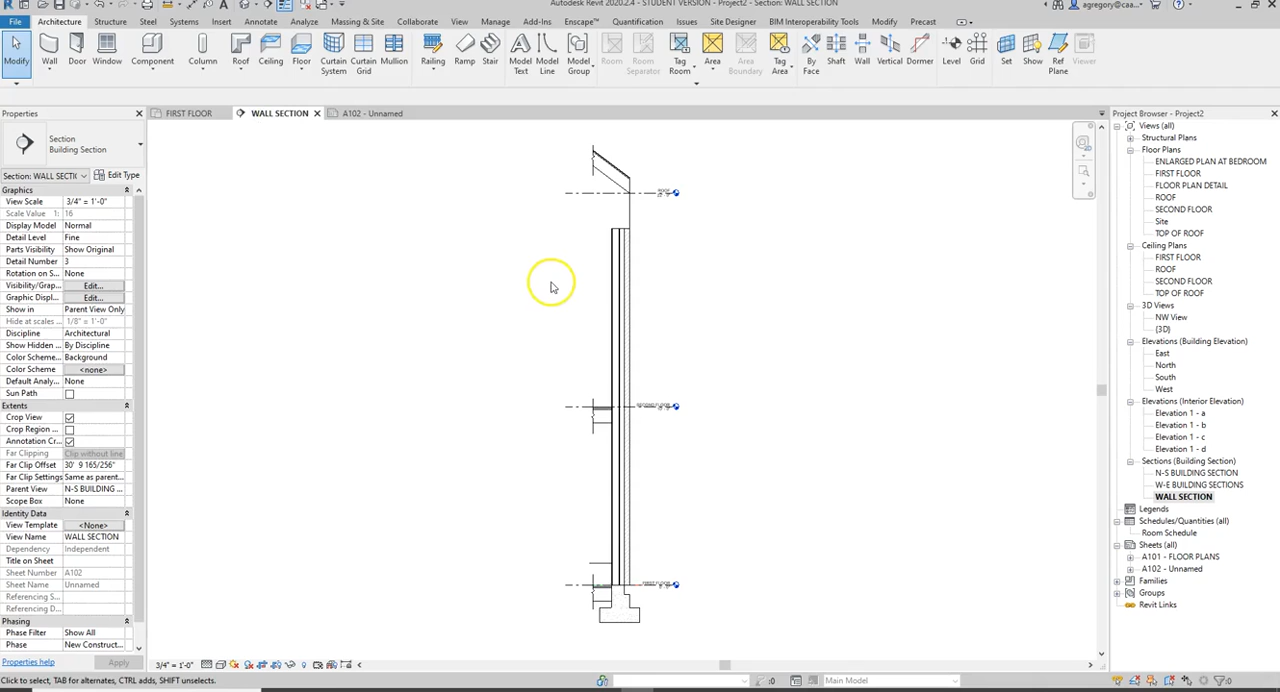 Autodesk Revit 2020.2.4 - STUDENT VERSION - Project2 - Section: WALL SECTION
agregory@caa...
File Architecture Structure Steel Systems Insert Annotate Analyze Massing & Site Collaborate View Manage Add-Ins Enscape™ Quantification Issues Site Designer BIM Interoperability Tools Modify Precast
Modify Wall Door Window Component Column Roof Ceiling Floor Curtain System Curtain Grid Mullion Railing Ramp Stair Model Text Model Line Model Group Room Room Separator Tag Room Area Area Boundary Tag Area By Face Shaft Wall Vertical Dormer Level Grid Set Show Ref Plane Viewer
Properties
FIRST FLOOR
WALL SECTION
A102 - Unnamed
Section
Building Section
Section: WALL SECTIC
Edit Type
Graphics
View Scale 3/4" = 1'-0"
Scale Value 1: 16
Display Model Normal
Detail Level Fine
Parts Visibility Show Original
Detail Number 3
Rotation on S... None
Visibility/Grap... Edit...
Graphic Displ... Edit...
Show in Parent View Only
Hide at scales ... 1/8" = 1'-0"
Discipline Architectural
Show Hidden ... By Discipline
Color Scheme... Background
Color Scheme <none>
Default Analy... None
Sun Path
Extents
Crop View
Crop Region ...
Annotation Cr...
Far Clipping Clip without line
Far Clip Offset 30' 9 165/256"
Far Clip Settings Same as parent...
Parent View N-S BUILDING ...
Scope Box None
Identity Data
View Template <None>
View Name WALL SECTION
Dependency Independent
Title on Sheet
Sheet Number A102
Sheet Name Unnamed
Referencing S...
Referencing D...
Phasing
Phase Filter Show All
Phase New Construct...
Properties help
Apply
ROOF
SECOND FLOOR
FIRST FLOOR
Project Browser - Project2
Views (all)
Structural Plans
Floor Plans
ENLARGED PLAN AT BEDROOM
FIRST FLOOR
FLOOR PLAN DETAIL
ROOF
SECOND FLOOR
Site
TOP OF ROOF
Ceiling Plans
FIRST FLOOR
ROOF
SECOND FLOOR
TOP OF ROOF
3D Views
NW View
{3D}
Elevations (Building Elevation)
East
North
South
West
Elevations (Interior Elevation)
Elevation 1 - a
Elevation 1 - b
Elevation 1 - c
Elevation 1 - d
Sections (Building Section)
N-S BUILDING SECTION
W-E BUILDING SECTIONS
WALL SECTION
Legends
Schedules/Quantities (all)
Room Schedule
Sheets (all)
A101 - FLOOR PLANS
A102 - Unnamed
Families
Groups
Revit Links
3/4" = 1'-0"
Click to select, TAB for alternates, CTRL adds, SHIFT unselects.
:0
Main Model
:0